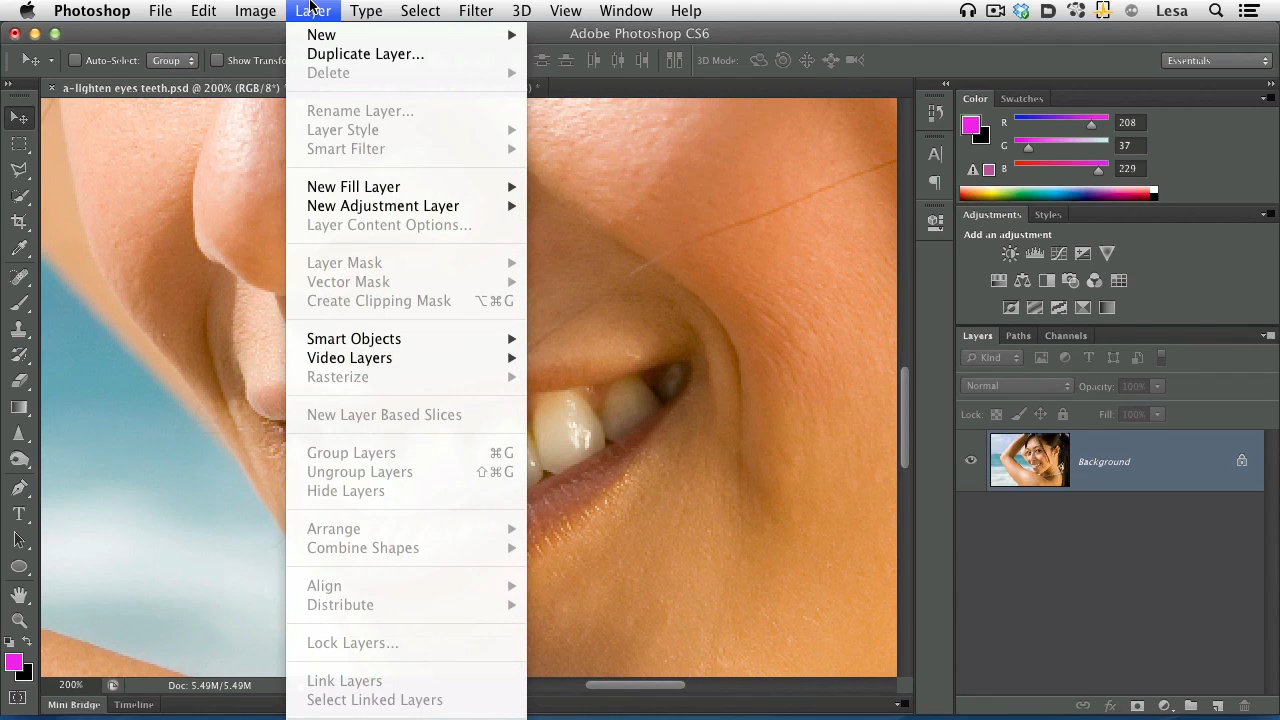 Photoshop File Edit Image Layer Type Select Filter 3D View Window Help Lesa
Adobe Photoshop CS6
Auto-Select: Group Show Transfo 3D Mode: Essentials
a-lighten eyes teeth.psd @ 200% (RGB/8*)
New
Duplicate Layer...
Delete
Rename Layer...
Layer Style
Smart Filter
New Fill Layer
New Adjustment Layer
Layer Content Options...
Layer Mask
Vector Mask
Create Clipping Mask ⌥⌘G
Smart Objects
Video Layers
Rasterize
New Layer Based Slices
Group Layers ⌘G
Ungroup Layers ⇧⌘G
Hide Layers
Arrange
Combine Shapes
Align
Distribute
Lock Layers...
Link Layers
Select Linked Layers
Color Swatches
R 208
G 37
B 229
Adjustments Styles
Add an adjustment
Layers Paths Channels
Kind
Normal Opacity: 100%
Lock: Fill: 100%
Background
200% Doc: 5.49M/5.49M
Mini Bridge Timeline